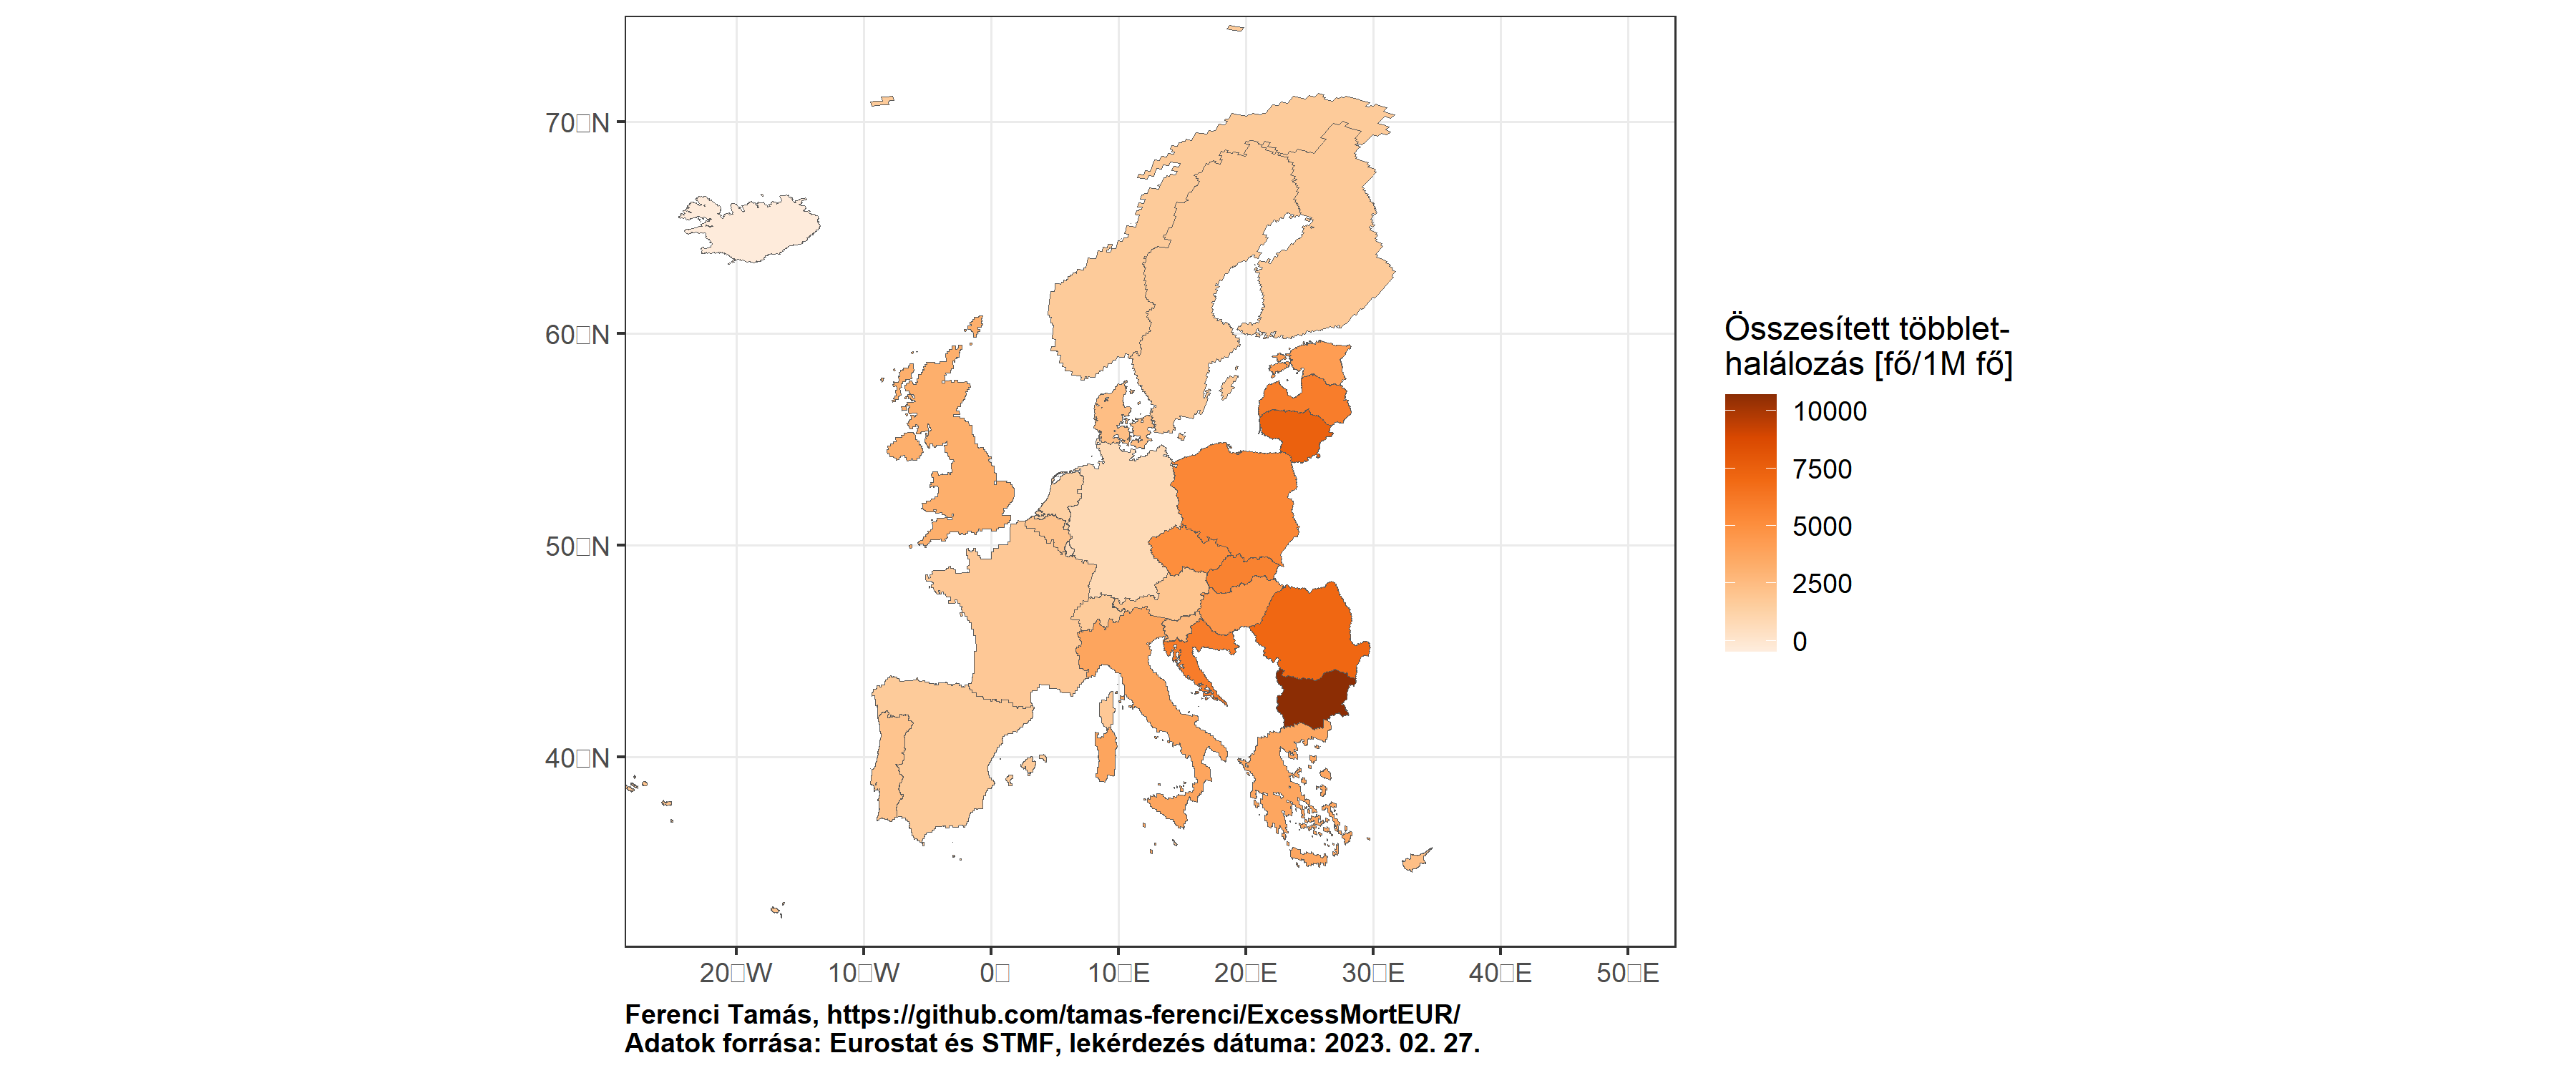 70□N
60□N
50□N
40□N
20□W 10□W 0□ 10□E 20□E 30□E 40□E 50□E
Összesített többlet-
halálozás [fő/1M fő]
10000
7500
5000
2500
0
Ferenci Tamás, https://github.com/tamas-ferenci/ExcessMortEUR/
Adatok forrása: Eurostat és STMF, lekérdezés dátuma: 2023. 02. 27.